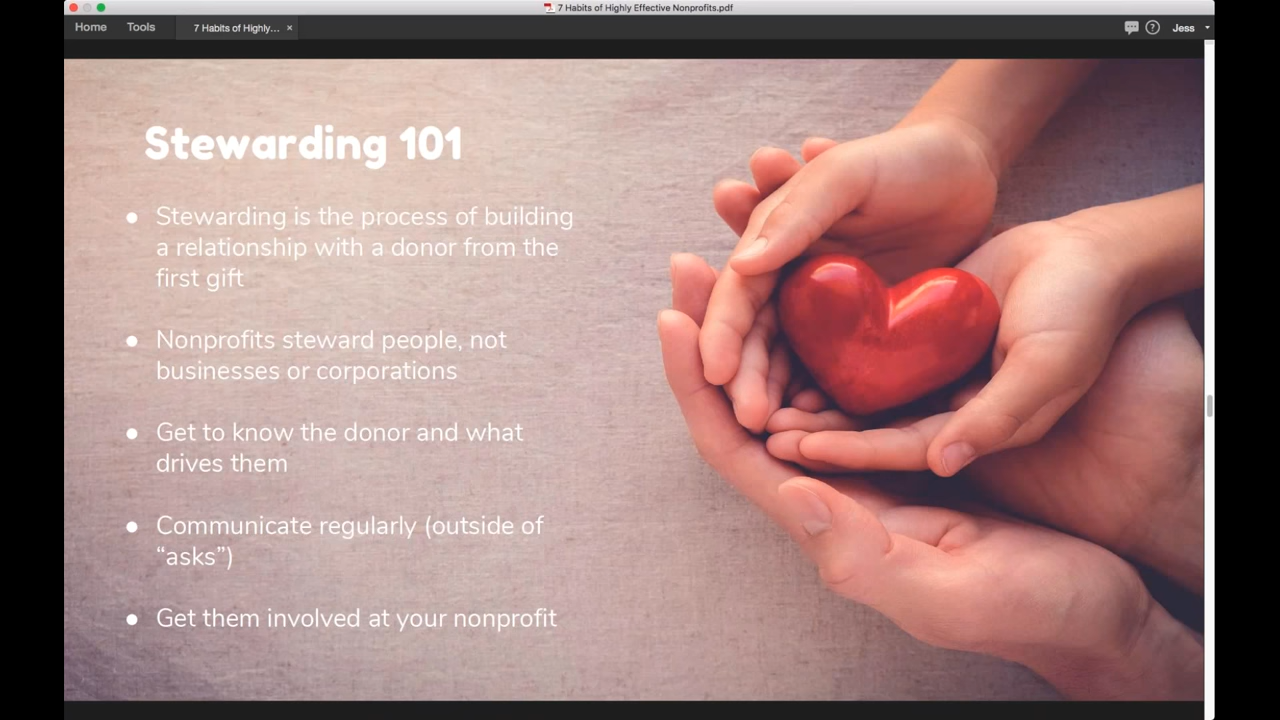 7 Habits of Highly Effective Nonprofits.pdf
Home Tools 7 Habits of Highly... × ? Jess
Stewarding 101
● Stewarding is the process of building
a relationship with a donor from the
first gift
● Nonprofits steward people, not
businesses or corporations
● Get to know the donor and what
drives them
● Communicate regularly (outside of
“asks”)
● Get them involved at your nonprofit